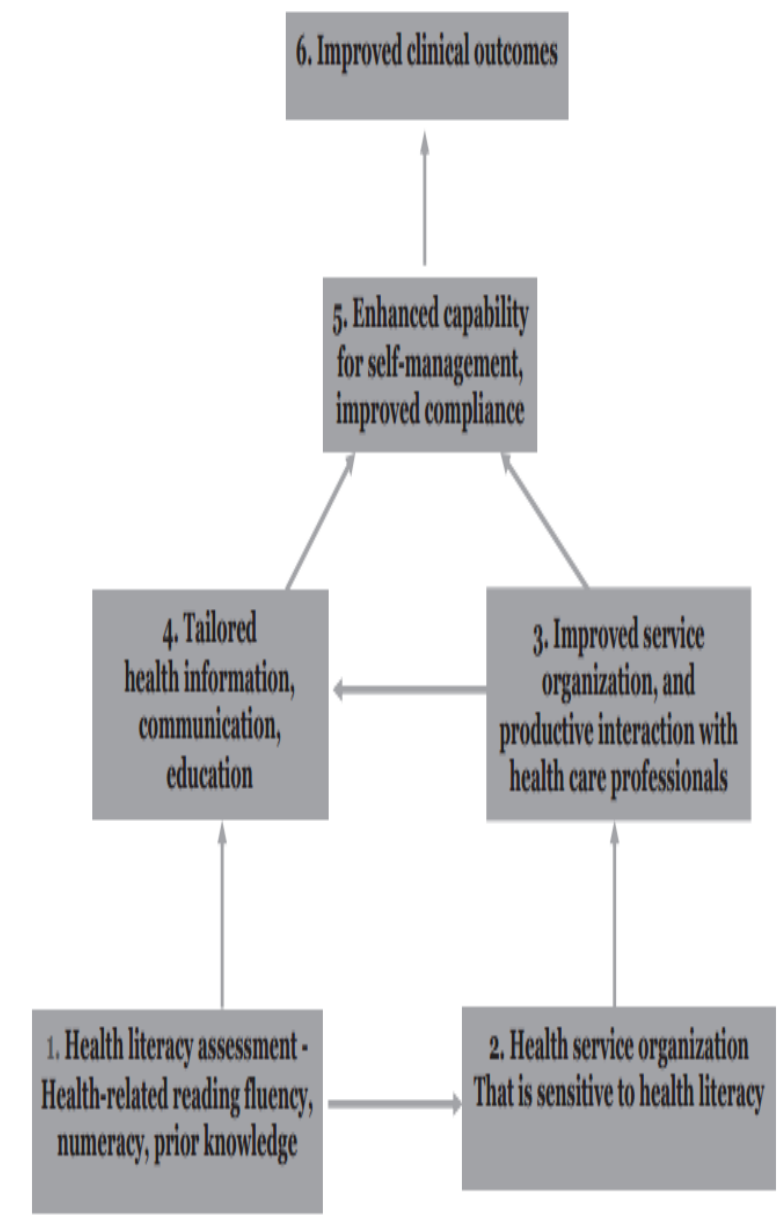 6. Improved clinical outcomes
5. Enhanced capability
for self-management,
improved compliance
4. Tailored
health information,
communication,
education
3. Improved service
organization, and
productive interaction with
health care professionals
1. Health literacy assessment -
Health-related reading fluency,
numeracy, prior knowledge
2. Health service organization
That is sensitive to health literacy